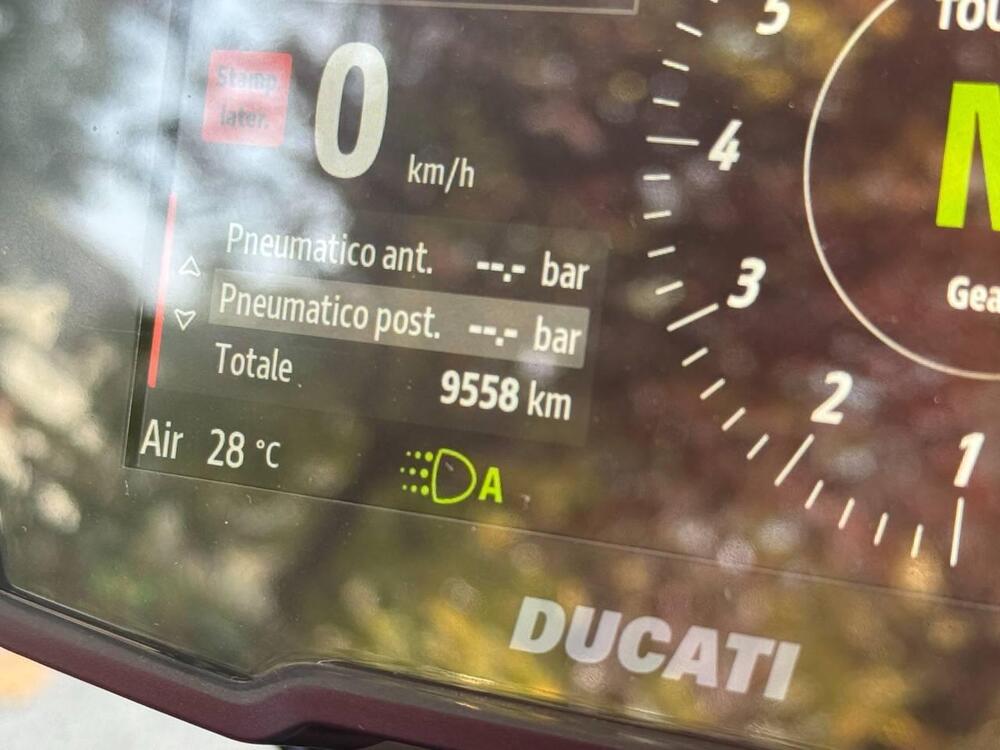 5
TOU
Stamp
later.
0
km/h
4
N
Pneumatico ant. --.- bar
3
Gea
Pneumatico post. --.- bar
Totale 9558 km
2
Air 28 °C
A
1
DUCATI